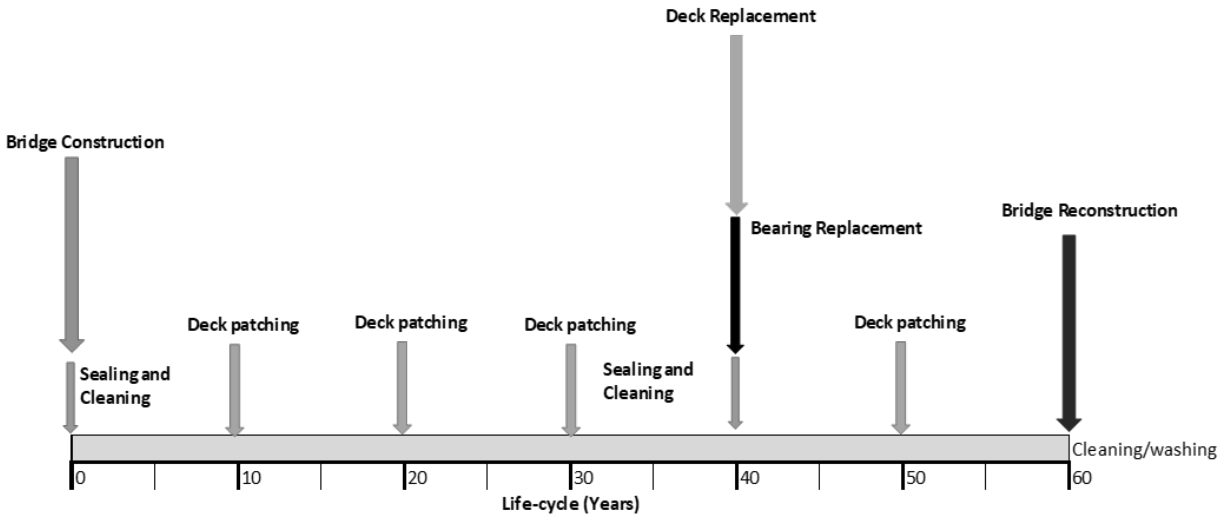 Deck Replacement
Bridge Construction
Bearing Replacement
Bridge Reconstruction
Deck patching
Deck patching
Deck patching
Deck patching
Sealing and
Cleaning
Sealing and
Cleaning
Cleaning/washing
0
10
20
30
40
50
60
Life-cycle (Years)